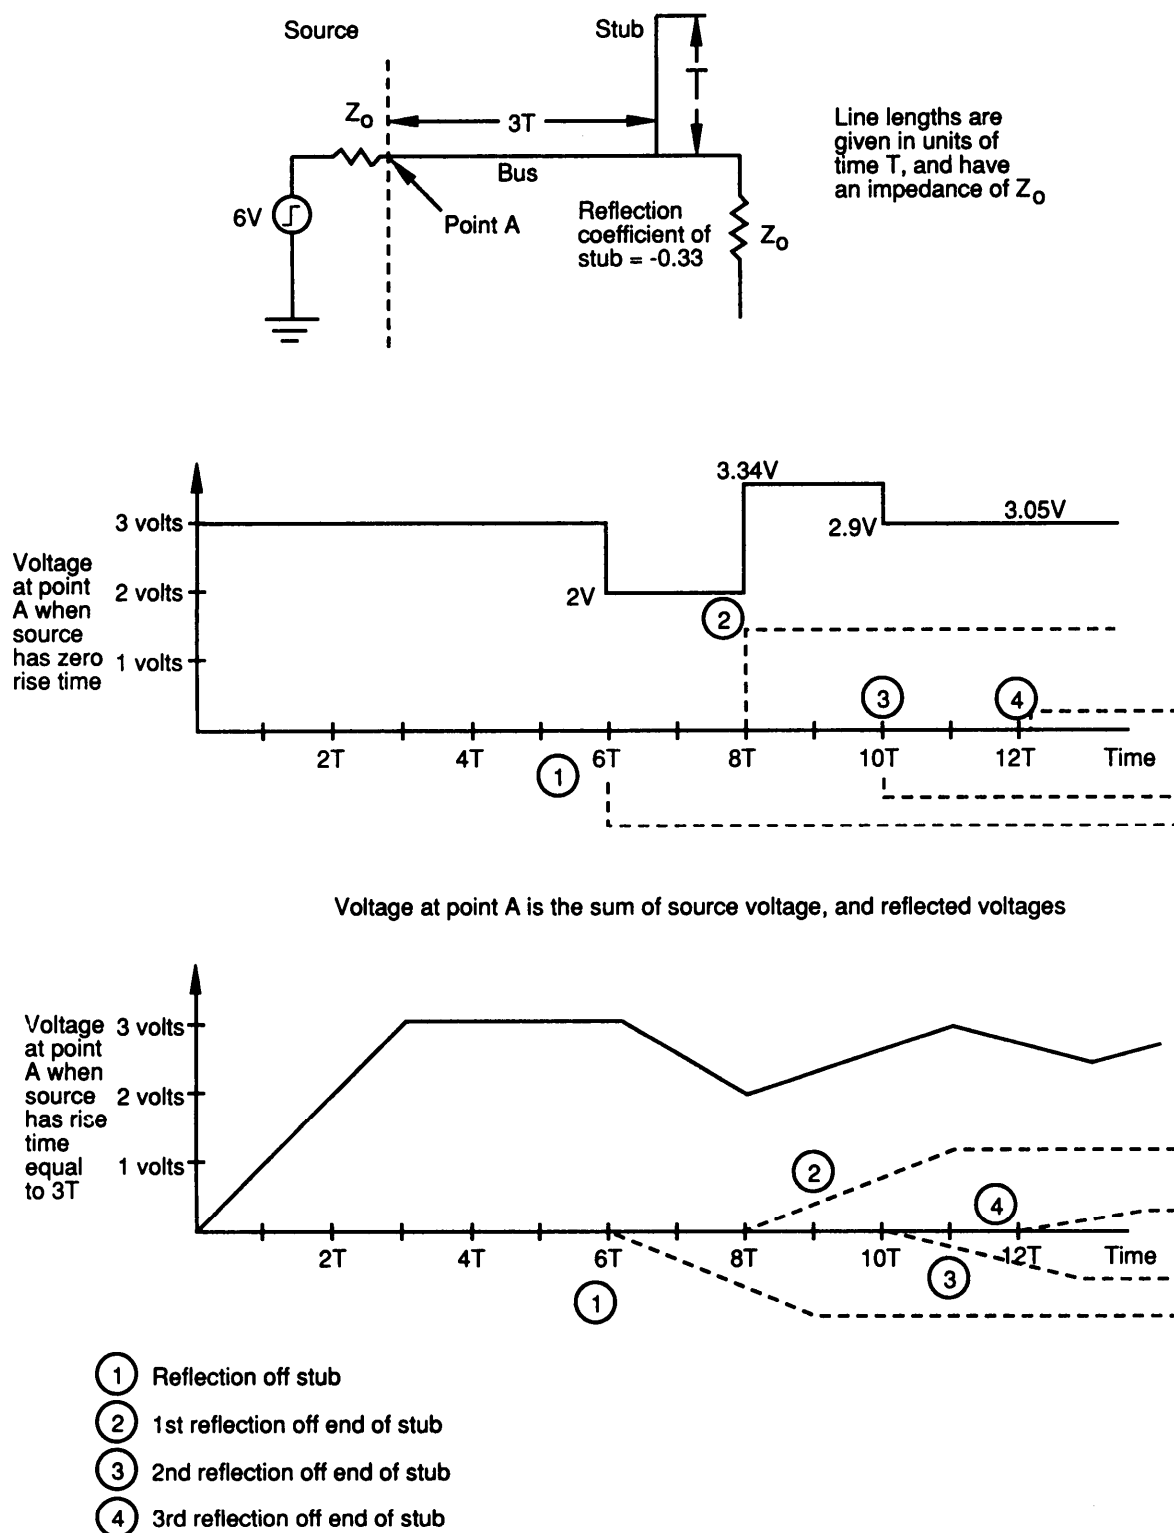 Source
Stub
Zo
3T
T
Line lengths are
given in units of
time T, and have
an impedance of Zo
Bus
6V
Point A
Reflection
coefficient of
stub = -0.33
Zo
3.34V
3 volts
3.05V
2.9V
Voltage
at point
A when
source
has zero
rise time
2 volts
2V
2
1 volts
3
4
2T
4T
6T
8T
10T
12T
Time
1
Voltage at point A is the sum of source voltage, and reflected voltages
Voltage
at point
A when
source
has rise
time
equal
to 3T
3 volts
2 volts
1 volts
2
4
2T
4T
6T
8T
10T
12T
Time
1
3
1 Reflection off stub
2 1st reflection off end of stub
3 2nd reflection off end of stub
4 3rd reflection off end of stub